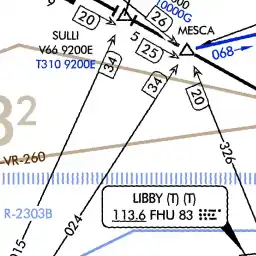 20
26
10000G
MESCA
SULLI
V66 9200E
T310 9200E
5
25
068
34
34
20
32
VR-260
326
LIBBY (T) (T)
113.6 FHU 83
R-2303B
024
015